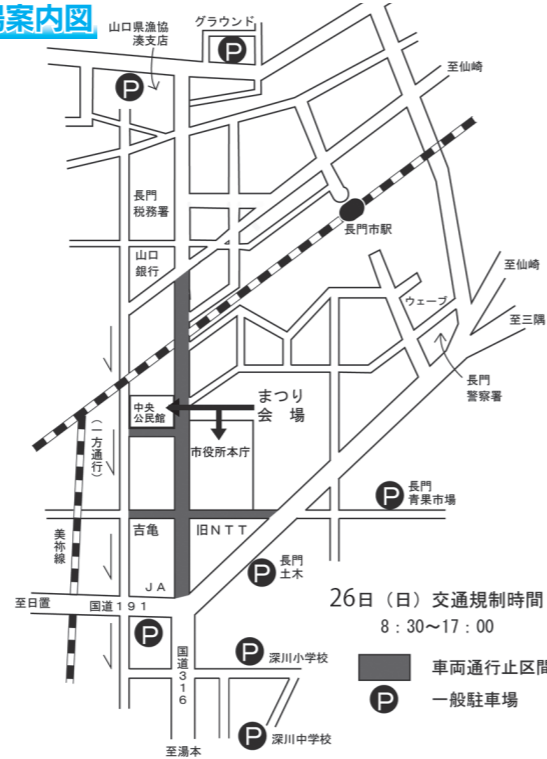 場案内図
山口県漁協
湊支店
グラウンド
P
P
至仙崎
長門
税務署
長門市駅
山口
銀行
至仙崎
ウェーブ
至三隅
長門
警察署
まつり
会場
中央
公民館
(一方通行)
市役所本庁
美祢線
P
長門
青果市場
吉亀
旧NTT
P
長門
土木
JA
26日（日）交通規制時間
8：30～17：00
至日置
国道191
P
国道316
P
深川小学校
車両通行止区間
P
一般駐車場
P
深川中学校
至湯本